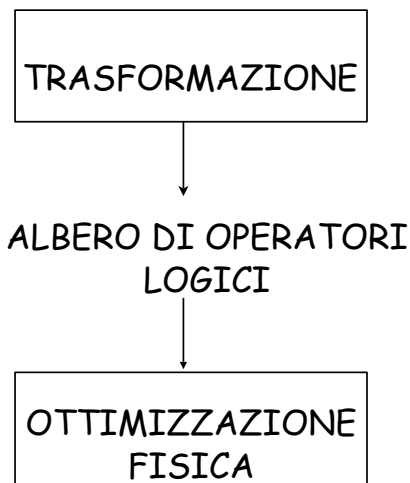 TRASFORMAZIONE
ALBERO DI OPERATORI
LOGICI
OTTIMIZZAZIONE
FISICA